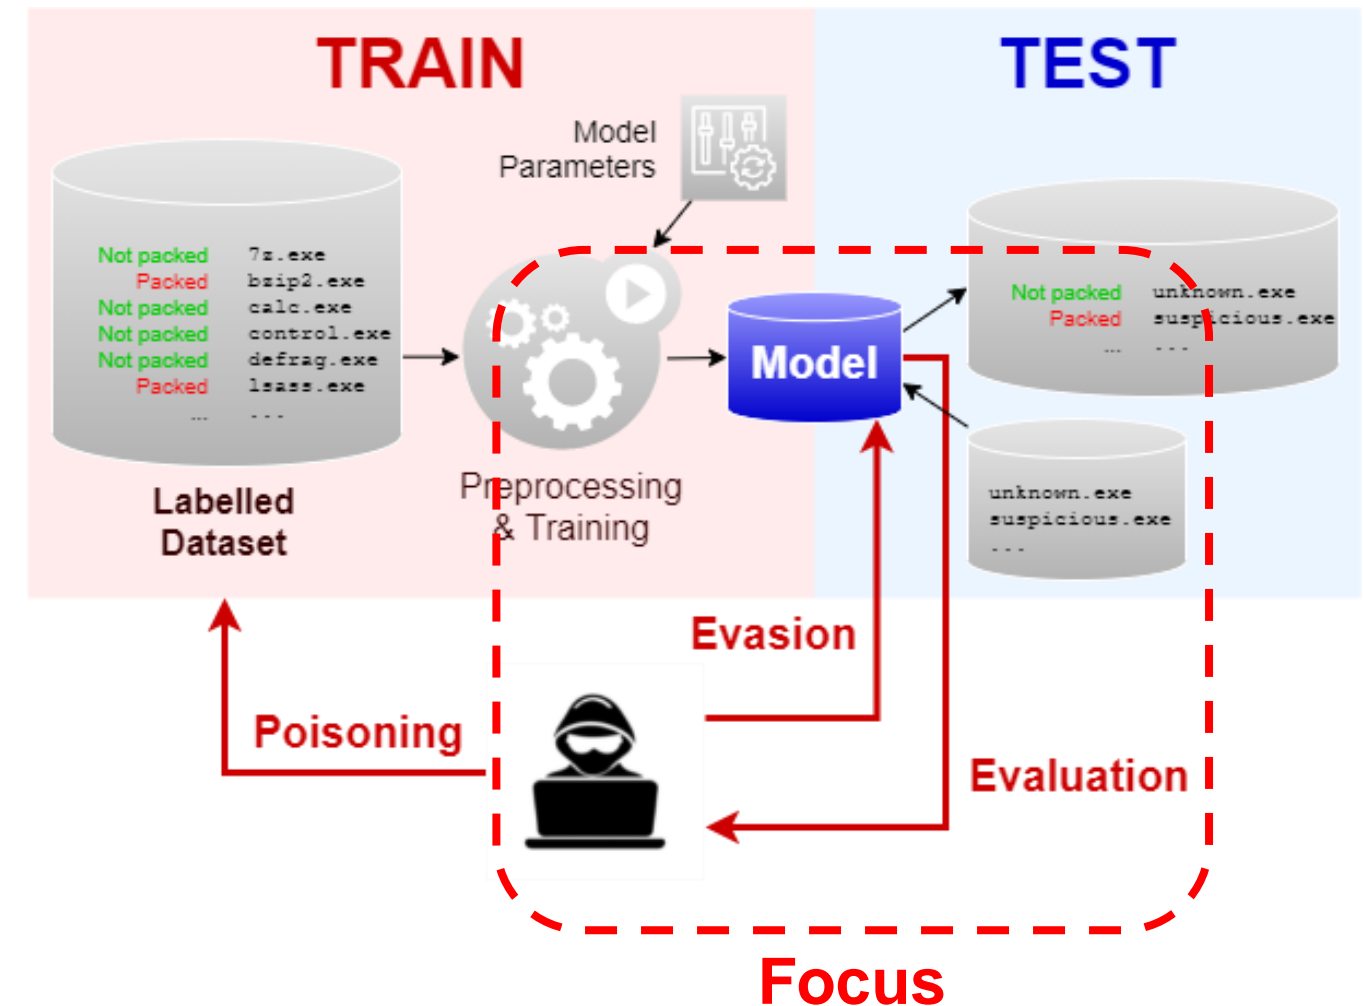 TRAIN
TEST
Model
Parameters
Not packed 7z.exe
Packed bzip2.exe
Not packed calc.exe
Not packed control.exe
Not packed defrag.exe
Packed lsass.exe
... ...
Labelled
Dataset
Preprocessing
& Training
Model
Not packed unknown.exe
Packed suspicious.exe
... ...
unknown.exe
suspicious.exe
...
Evasion
Poisoning
Evaluation
Focus